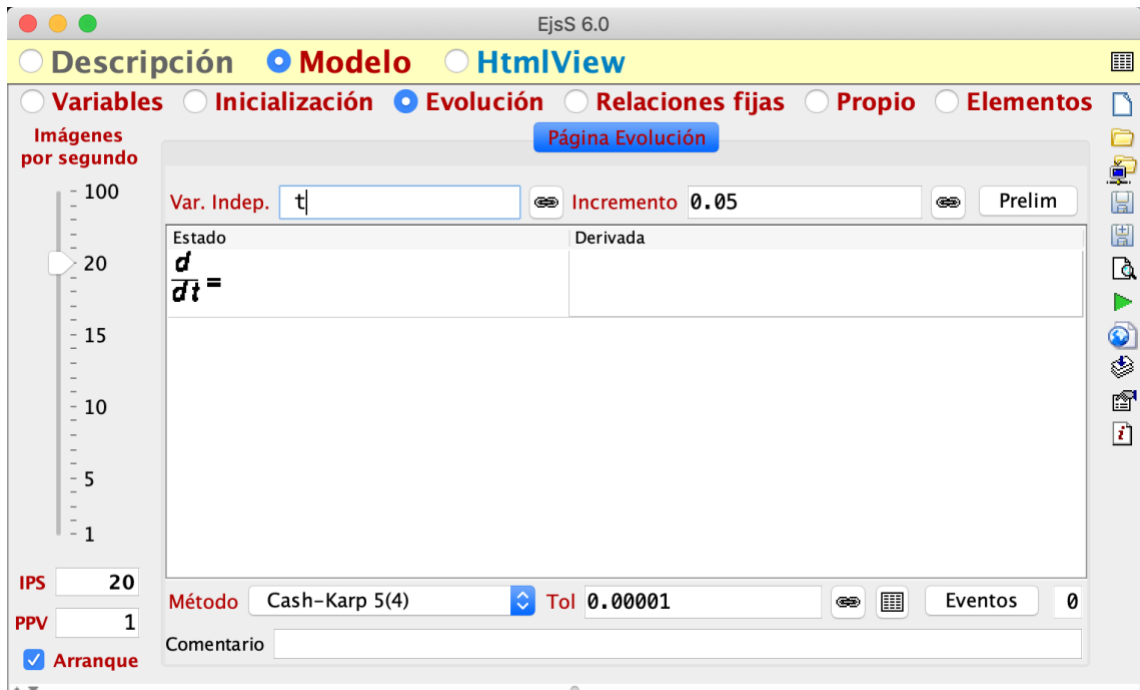 EjsS 6.0
Descripción Modelo HtmlView
Variables Inicialización Evolución Relaciones fijas Propio Elementos
Imágenes
por segundo
Página Evolución
100
Var. Indep. t Incremento 0.05 Prelim
Estado Derivada
d
dt =
20
15
10
5
1
IPS 20
Método Cash-Karp 5(4) Tol 0.00001 Eventos 0
PPV 1
Comentario
Arranque